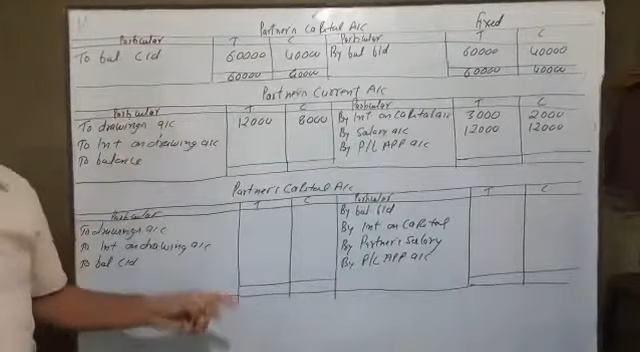 Partner's Capital A/c fixed
Particular T C Particular T C
To bal c/d 60000 40000 By bal b/d 60000 40000
60000 40000 60000 40000
Partner's Current A/c
Particular T C Particular T C
To drawings a/c 12000 8000 By Int on capital a/c 3000 2000
To Int on drawing a/c By Salary a/c 12000 12000
To balance By P/L APP a/c
Partner's Capital A/c
Particular T C Particular T C
To drawings a/c By bal b/d
To Int on drawing a/c By Int on Capital
To bal c/d By Partner's Salary
By P/L APP a/c